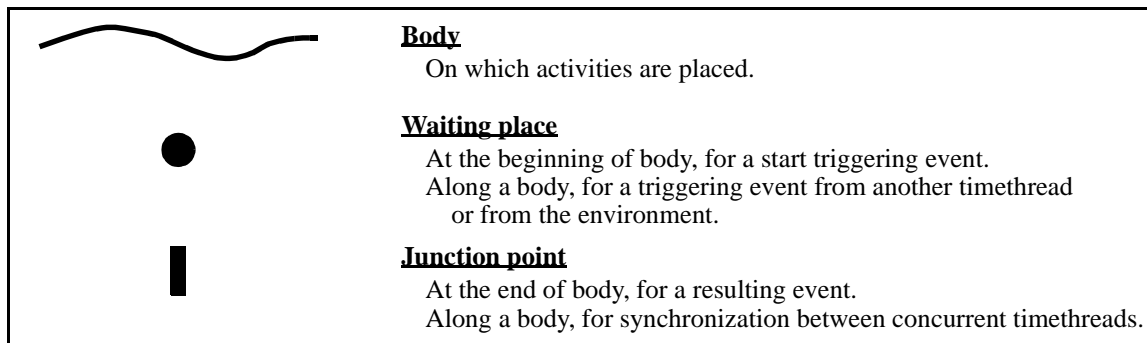 Body
On which activities are placed.
Waiting place
At the beginning of body, for a start triggering event.
Along a body, for a triggering event from another timethread
or from the environment.
Junction point
At the end of body, for a resulting event.
Along a body, for synchronization between concurrent timethreads.